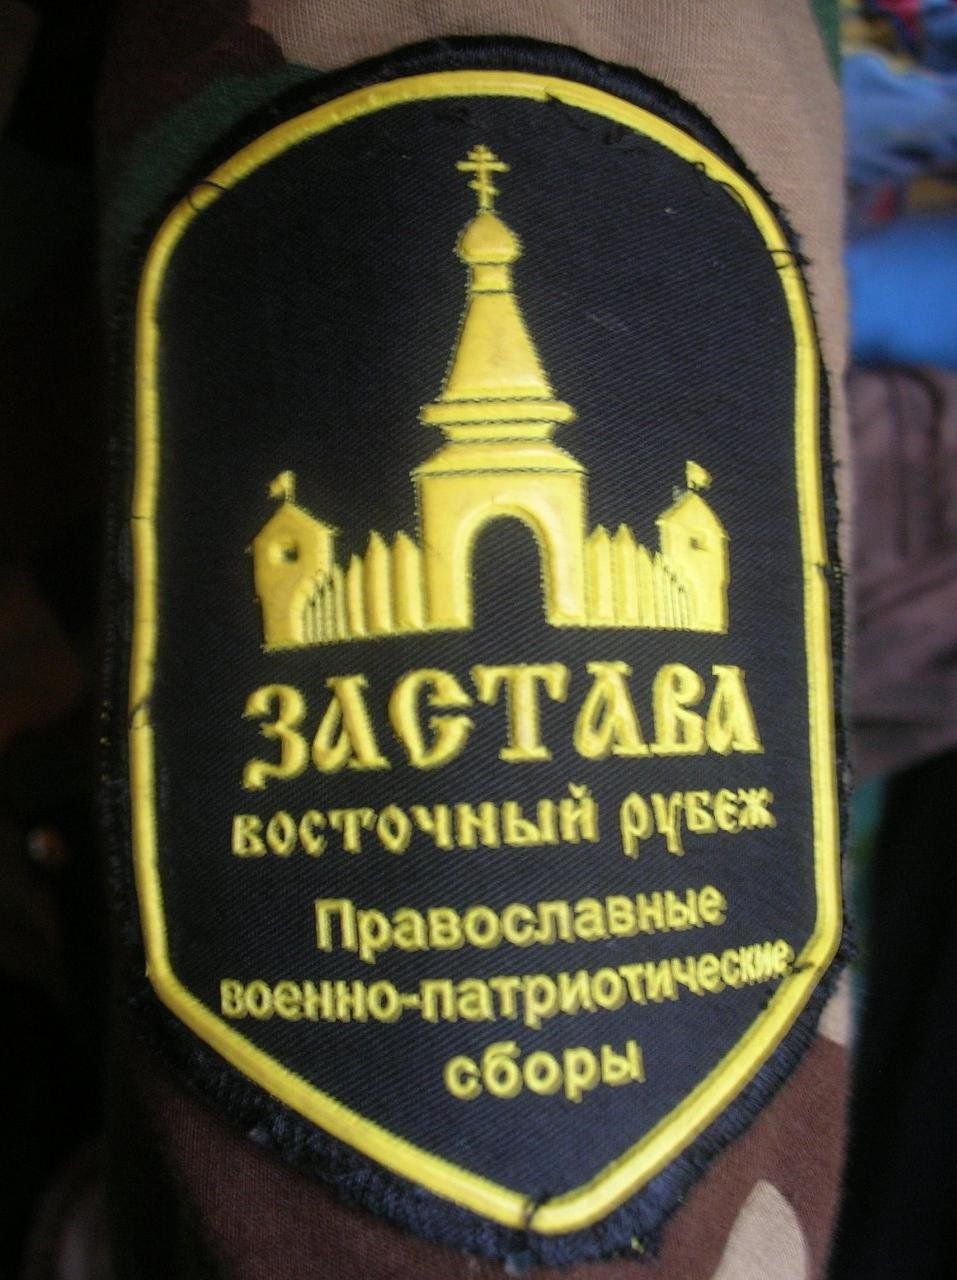 ЗАСТАВА
ВОСТОЧНЫЙ РУБЕЖ
Православные
военно-патриотические
сборы